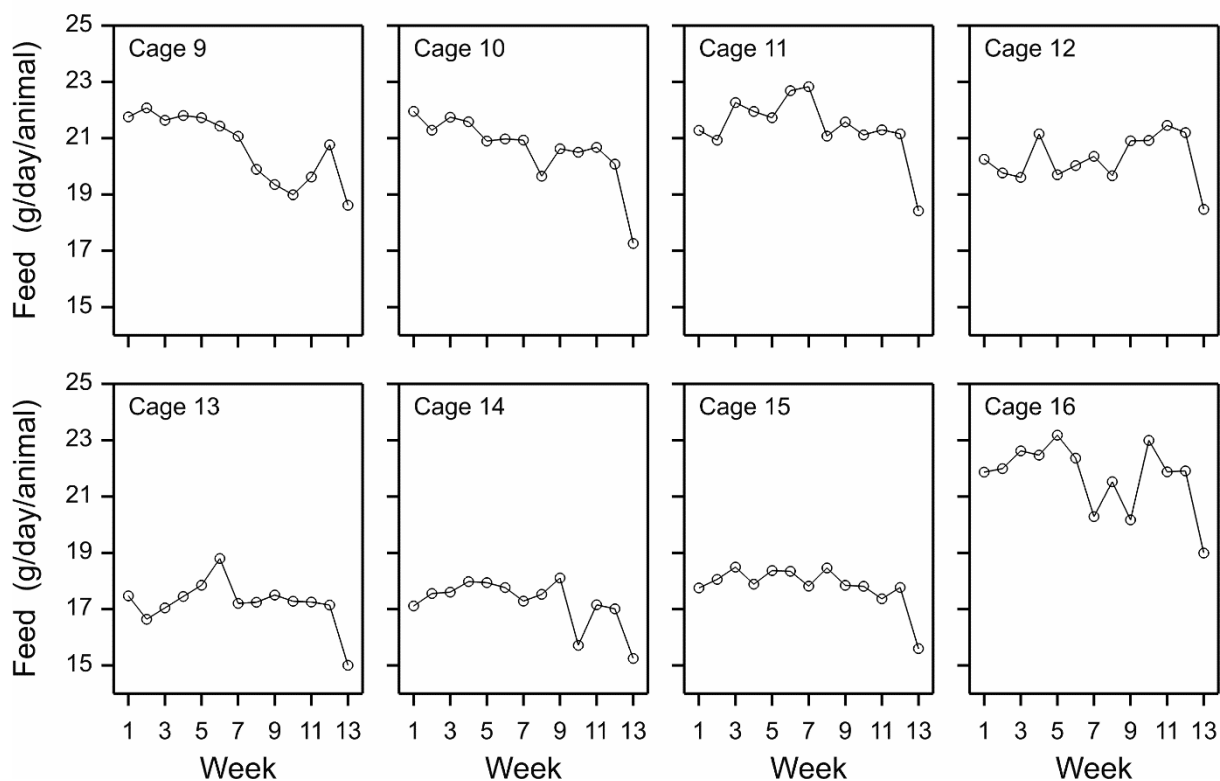 25
23
21
19
17
15
Feed (g/day/animal)
Cage 9
Cage 10
Cage 11
Cage 12
25
23
21
19
17
15
Feed (g/day/animal)
Cage 13
Cage 14
Cage 15
Cage 16
1 3 5 7 9 11 13
1 3 5 7 9 11 13
1 3 5 7 9 11 13
1 3 5 7 9 11 13
Week
Week
Week
Week